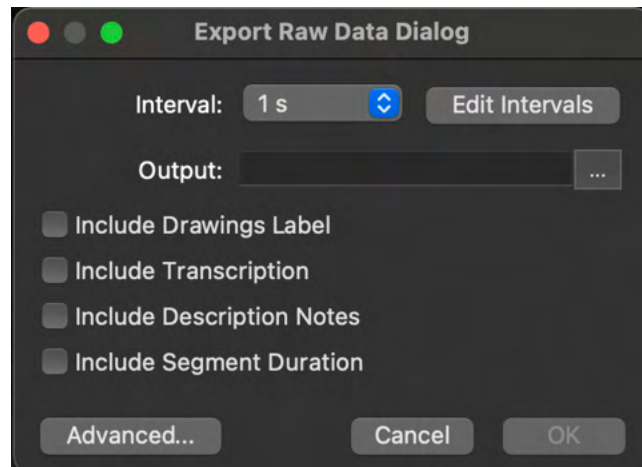 Export Raw Data Dialog
Interval: 1 s Edit Intervals
Output: ...
Include Drawings Label
Include Transcription
Include Description Notes
Include Segment Duration
Advanced... Cancel OK